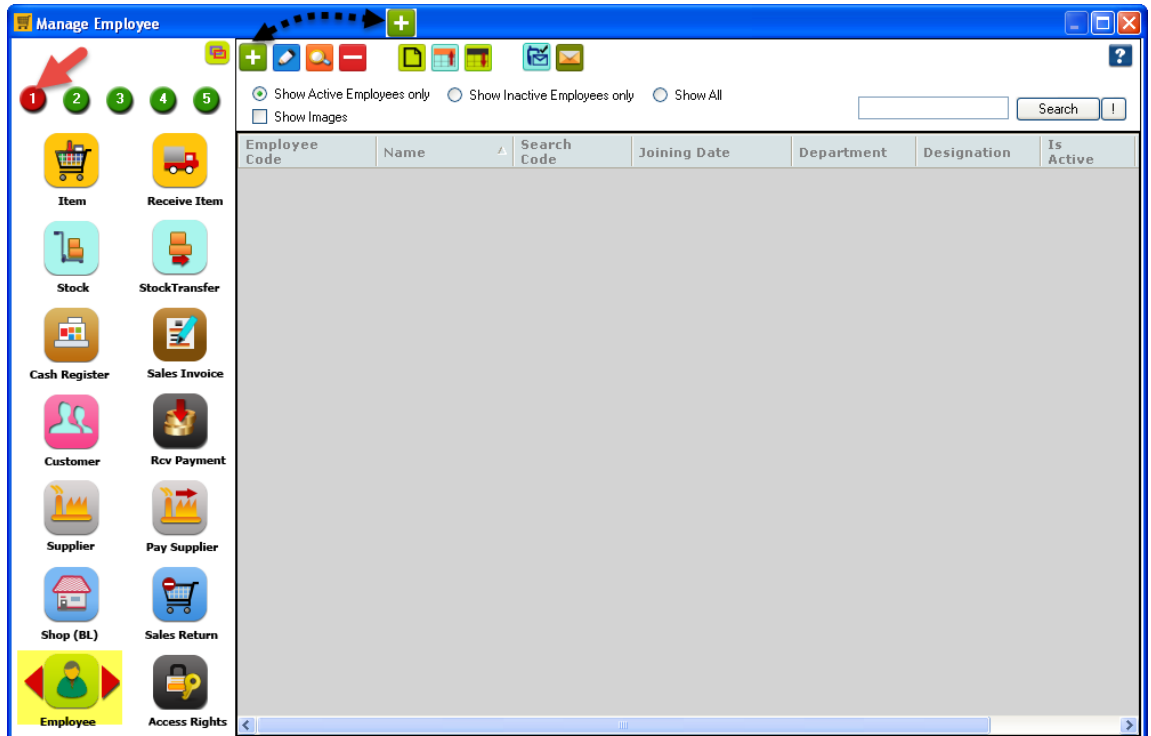 Manage Employee
?
1 2 3 4 5
Show Active Employees only Show Inactive Employees only Show All
Show Images
Search !
Employee Code Name Search Code Joining Date Department Designation Is Active
Item Receive Item
Stock StockTransfer
Cash Register Sales Invoice
Customer Rcv Payment
Supplier Pay Supplier
Shop (BL) Sales Return
Employee Access Rights